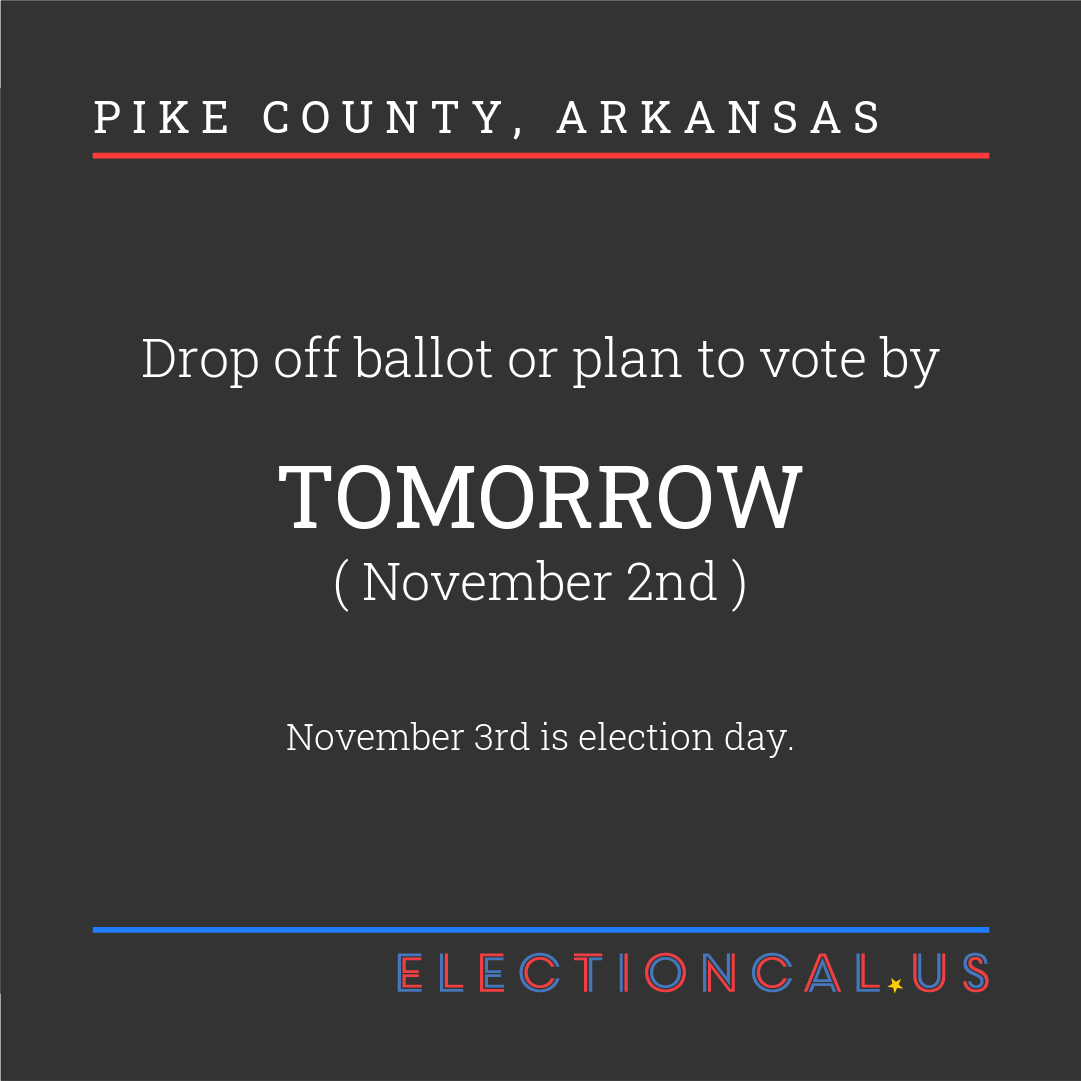 PIKE COUNTY, ARKANSAS
Drop off ballot or plan to vote by
TOMORROW
( November 2nd )
November 3rd is election day.
ELECTIONCAL.US